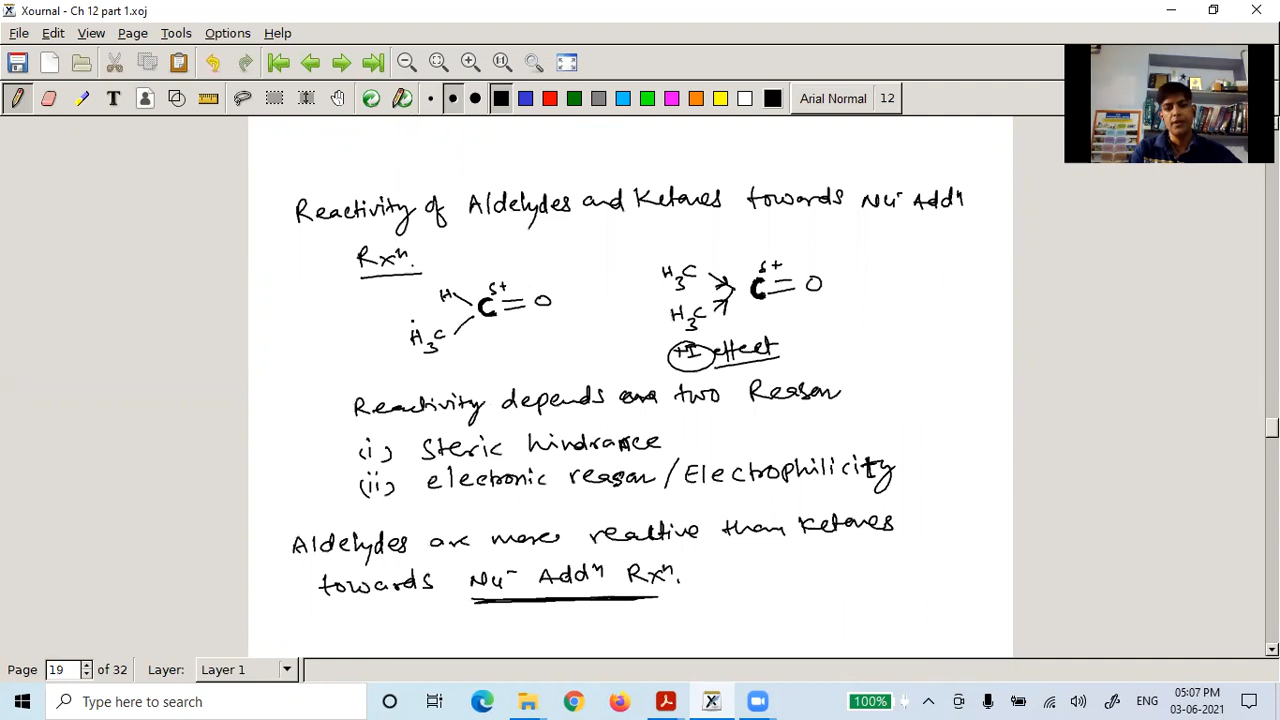 Xournal - Ch 12 part 1.xoj
File Edit View Page Tools Options Help
Arial Normal 12
Reactivity of Aldehydes and Ketones towards Nu⁻ Addⁿ
Rxⁿ.
H C δ+ = O
H₃C
H₃C C δ+ = O
H₃C
+I effect
Reactivity depends on two Reason
(i) Steric hindrance
(ii) electronic reason / Electrophilicity
Aldehydes are more reactive than Ketones
towards Nu⁻ Addⁿ Rxⁿ.
Page 19 of 32 Layer: Layer 1
Type here to search
100%
ENG
05:07 PM
03-06-2021